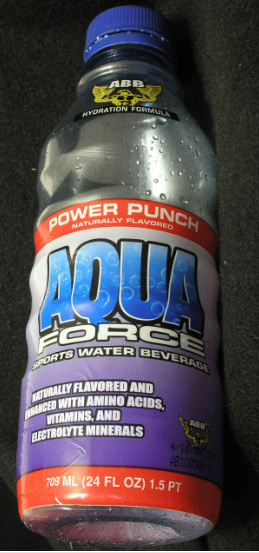 ABB
HYDRATION FORMULA
POWER PUNCH
NATURALLY FLAVORED
AQUA
FORCE
SPORTS WATER BEVERAGE
NATURALLY FLAVORED AND
ENHANCED WITH AMINO ACIDS,
VITAMINS, AND
ELECTROLYTE MINERALS
ABB
709 ML (24 FL OZ) 1.5 PT